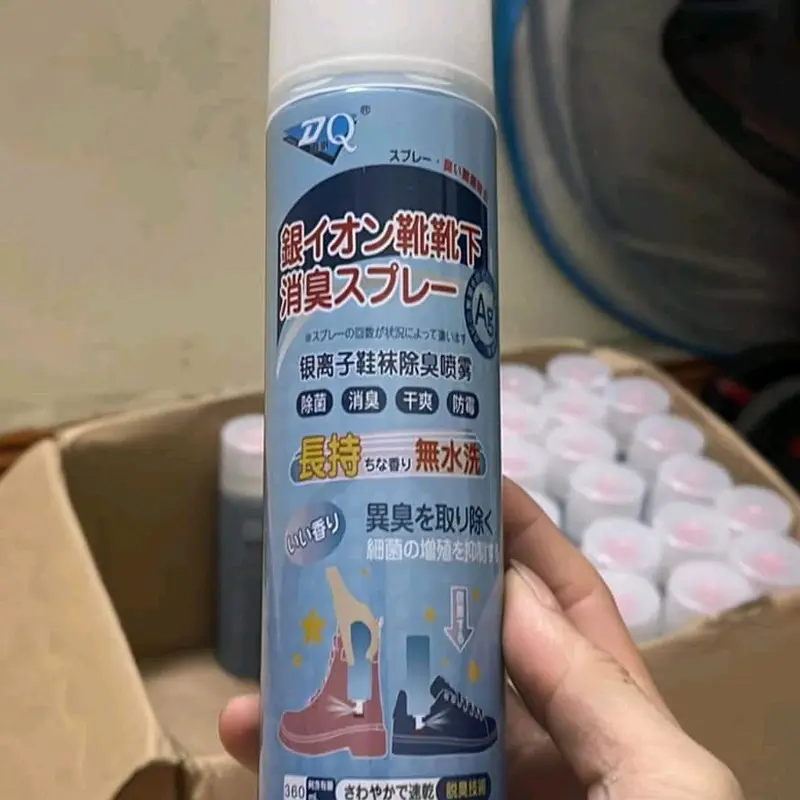 DQ®
スプレー・臭い
銀イオン靴靴下
消臭スプレー
Ag
※スプレーの回数が状況によって違います
银离子鞋袜除臭喷雾
除菌 消臭 干爽 防霉
長持ちな香り 無水洗
いい香り
異臭を取り除く
細菌の増殖を抑制する
360
さわやかで速乾 脱臭技術